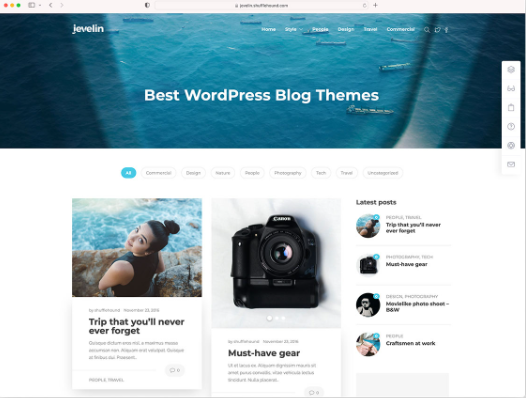 jevelin.shufflehound.com
jevelin
Home Style People Design Travel Commercial
Best WordPress Blog Themes
All Commercial Design Nature People Photography Tech Travel Uncategorized
Canon
by shufflehound November 22, 2016
Trip that you'll never
ever forget
PEOPLE, TRAVEL
0
by shufflehound November 22, 2016
Must-have gear
0
Latest posts
PEOPLE, TRAVEL
Trip that you'll never
ever forget
PHOTOGRAPHY, TECH
Must-have gear
DESIGN, PHOTOGRAPHY
Movielike photo shoot –
B&W
PEOPLE
Craftsmen at work